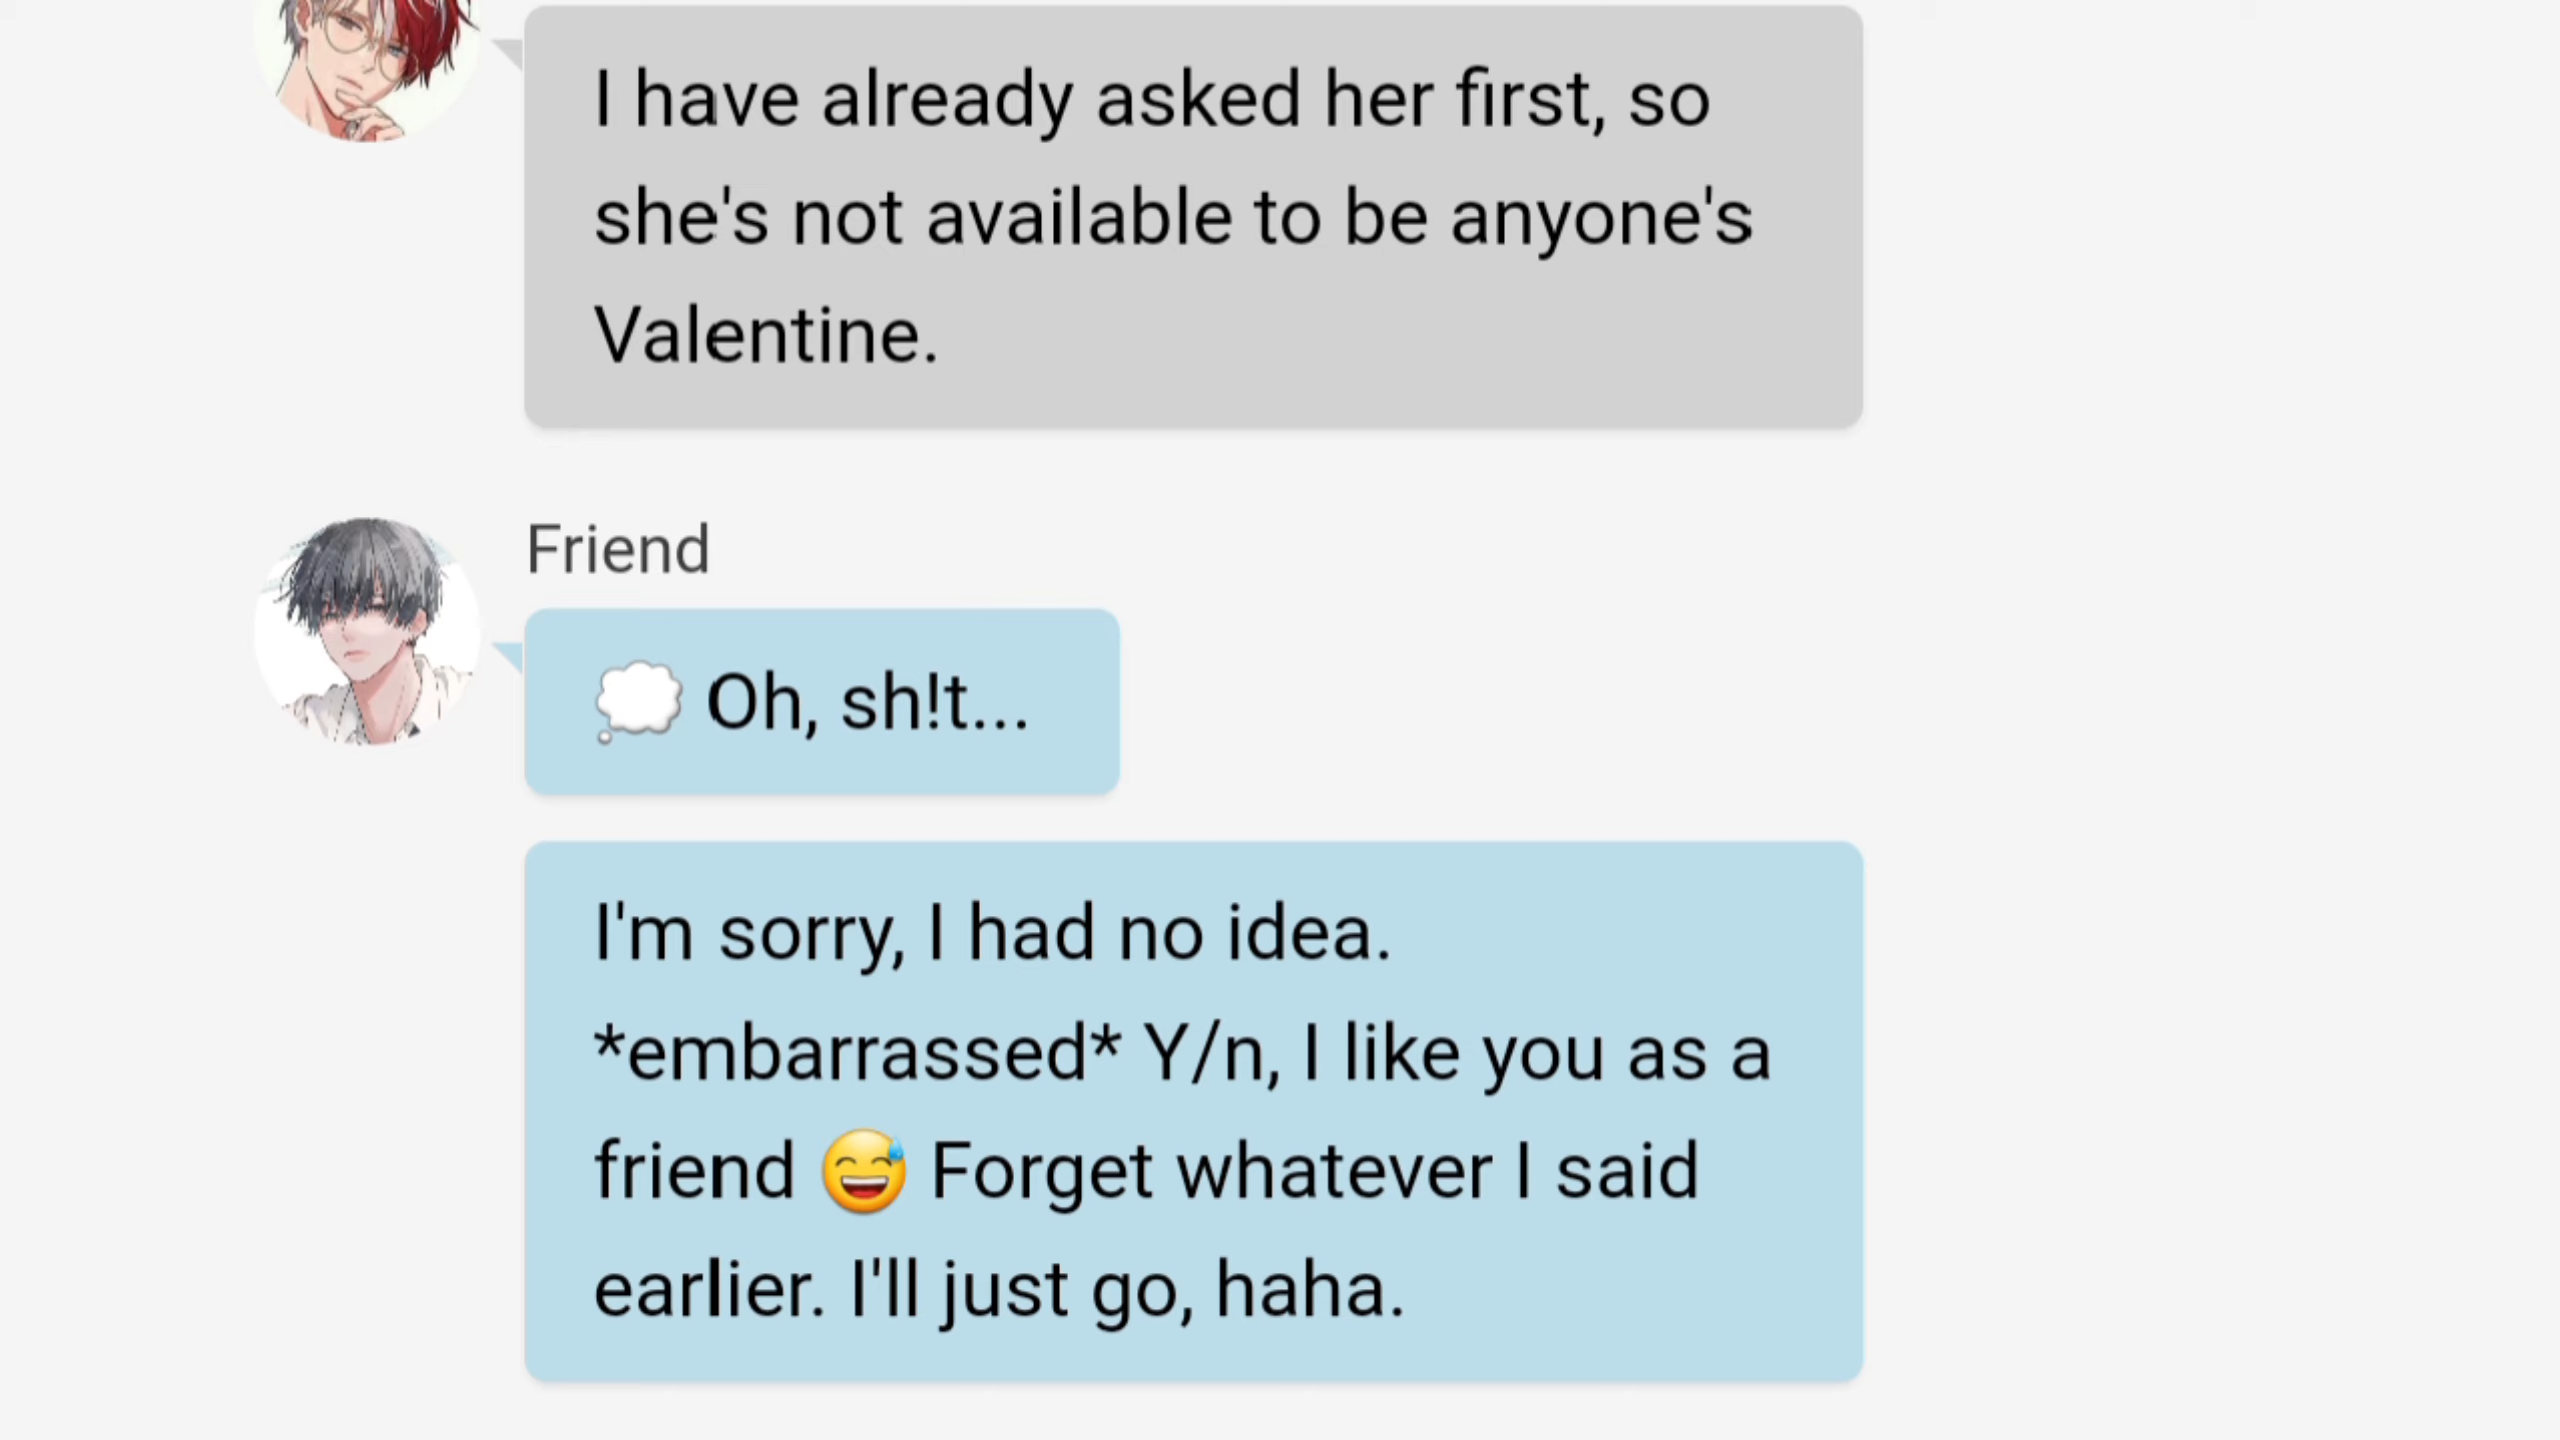 I have already asked her first, so
she's not available to be anyone's
Valentine.
Friend
💭 Oh, sh!t...
I'm sorry, I had no idea.
*embarrassed* Y/n, I like you as a
friend 😅 Forget whatever I said
earlier. I'll just go, haha.